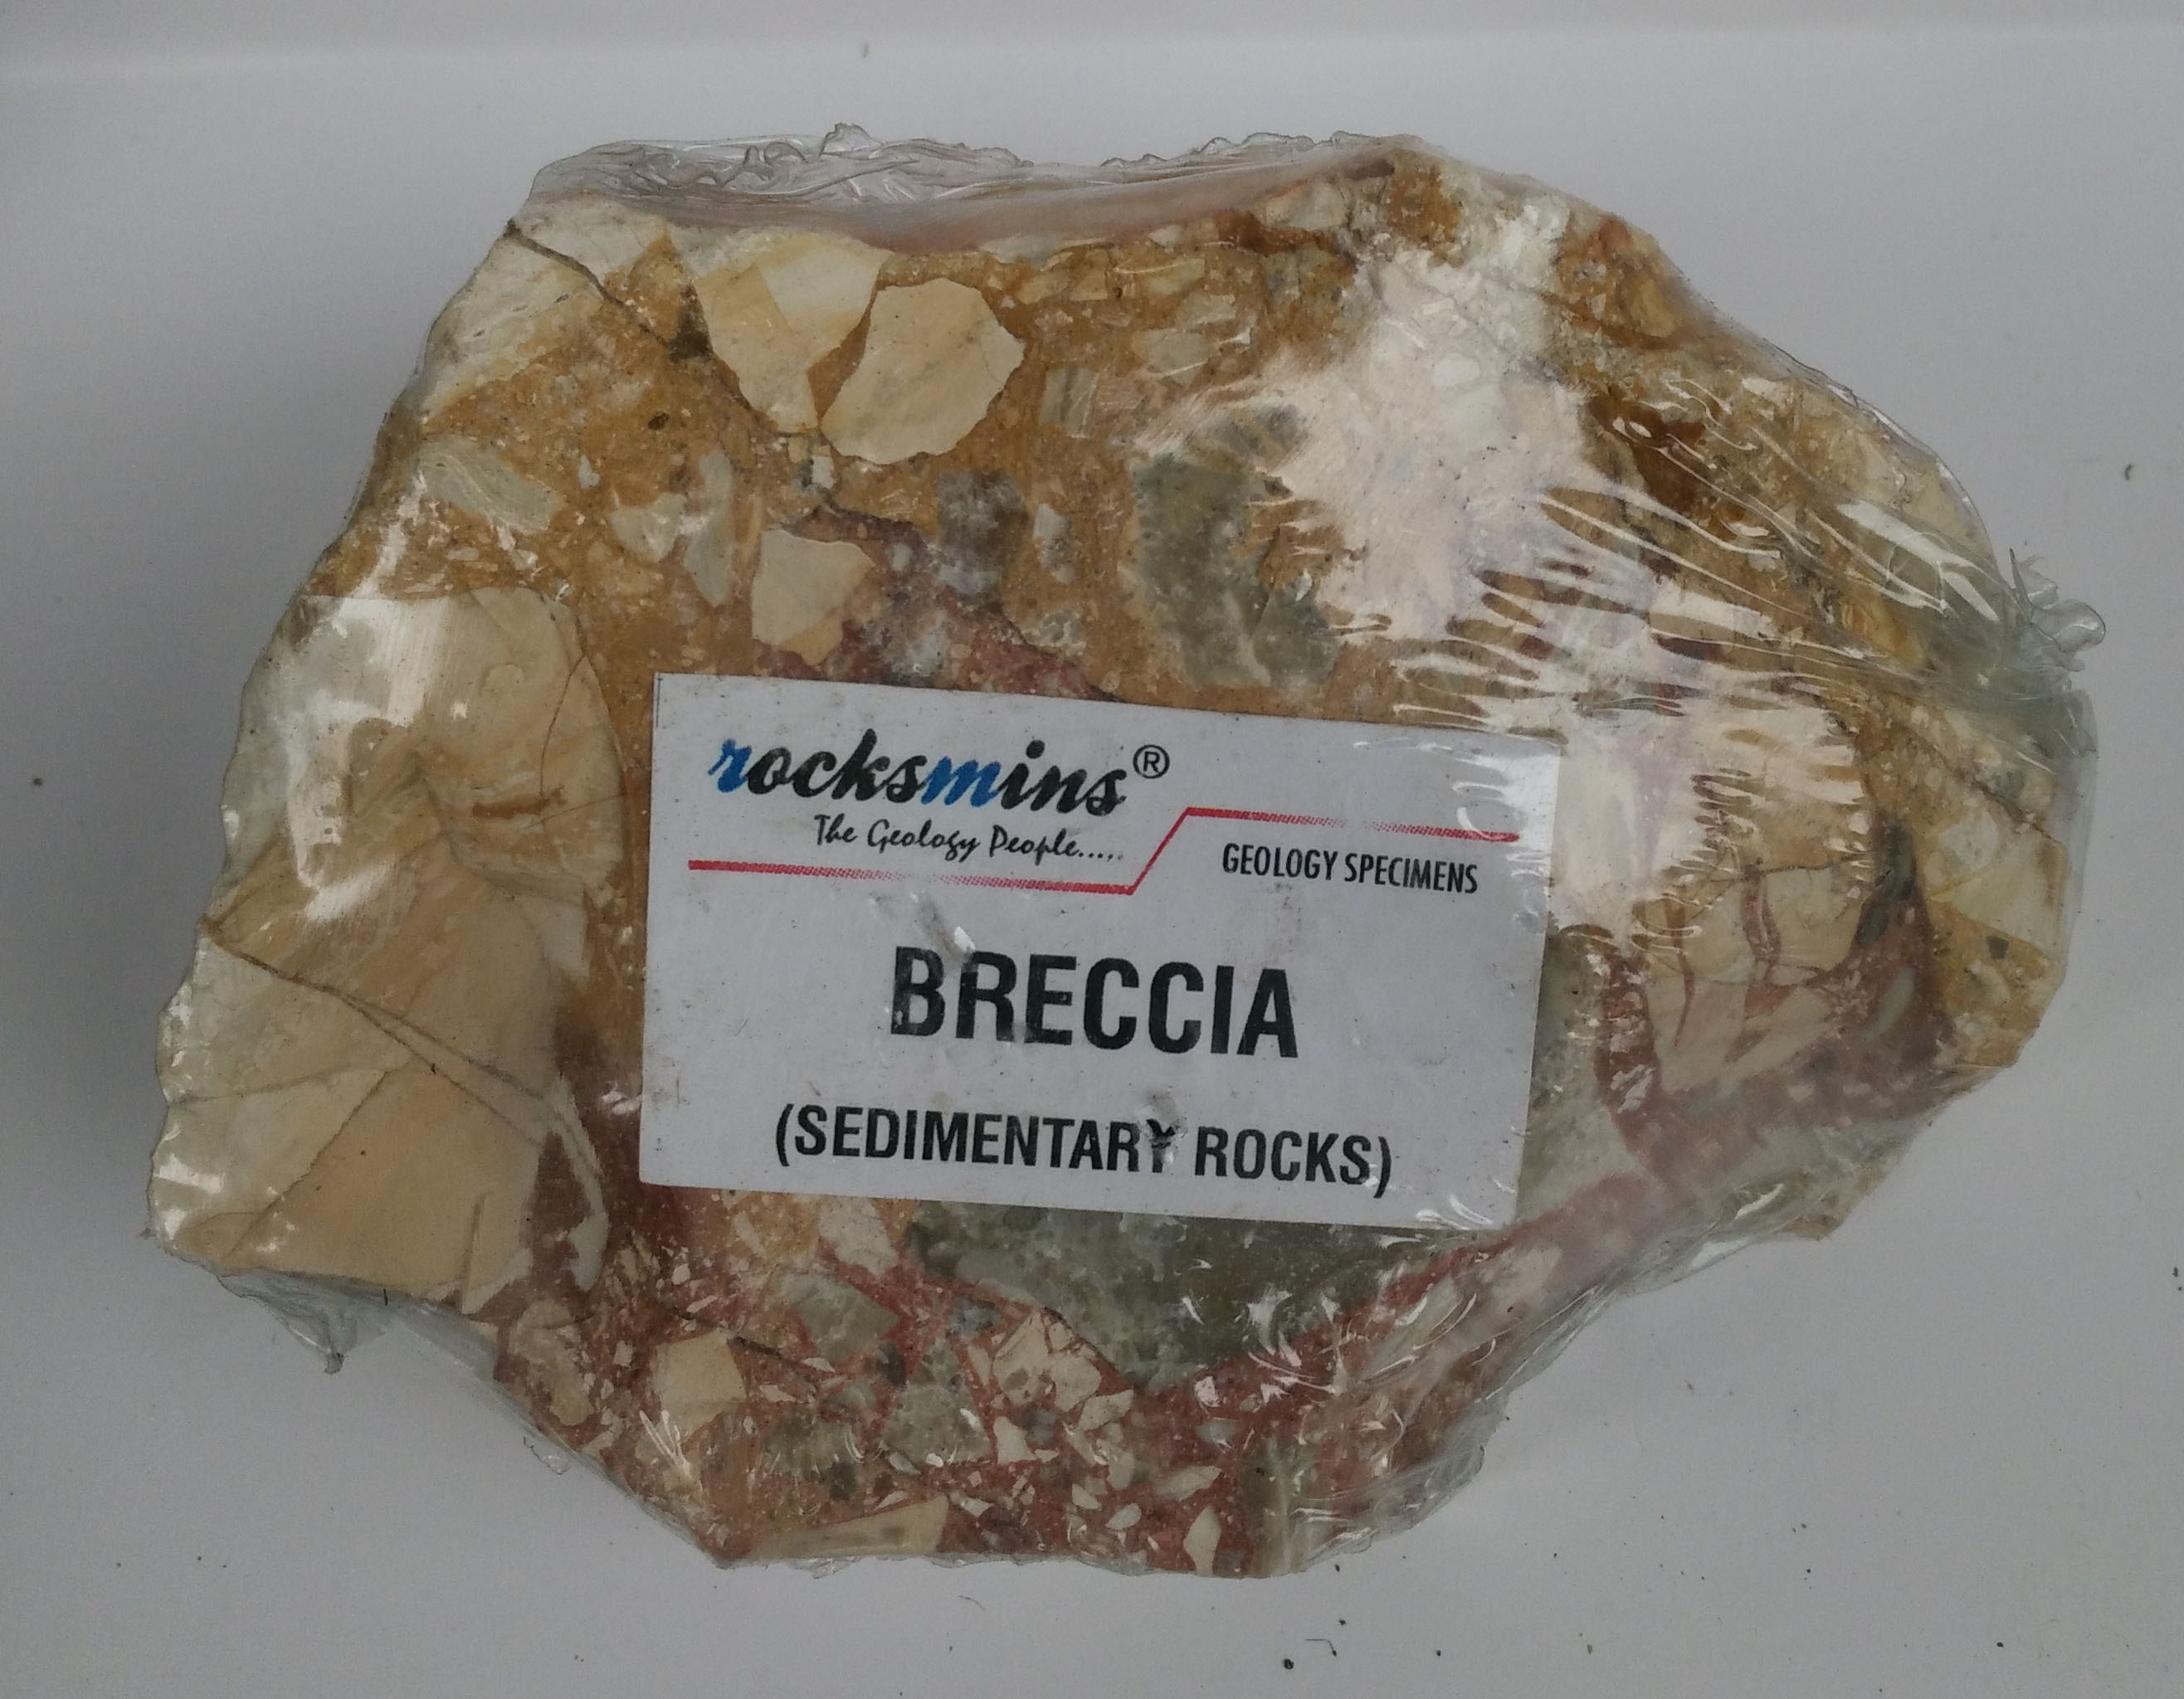 rocksmins®
The Geology People.....
GEOLOGY SPECIMENS
BRECCIA
(SEDIMENTARY ROCKS)